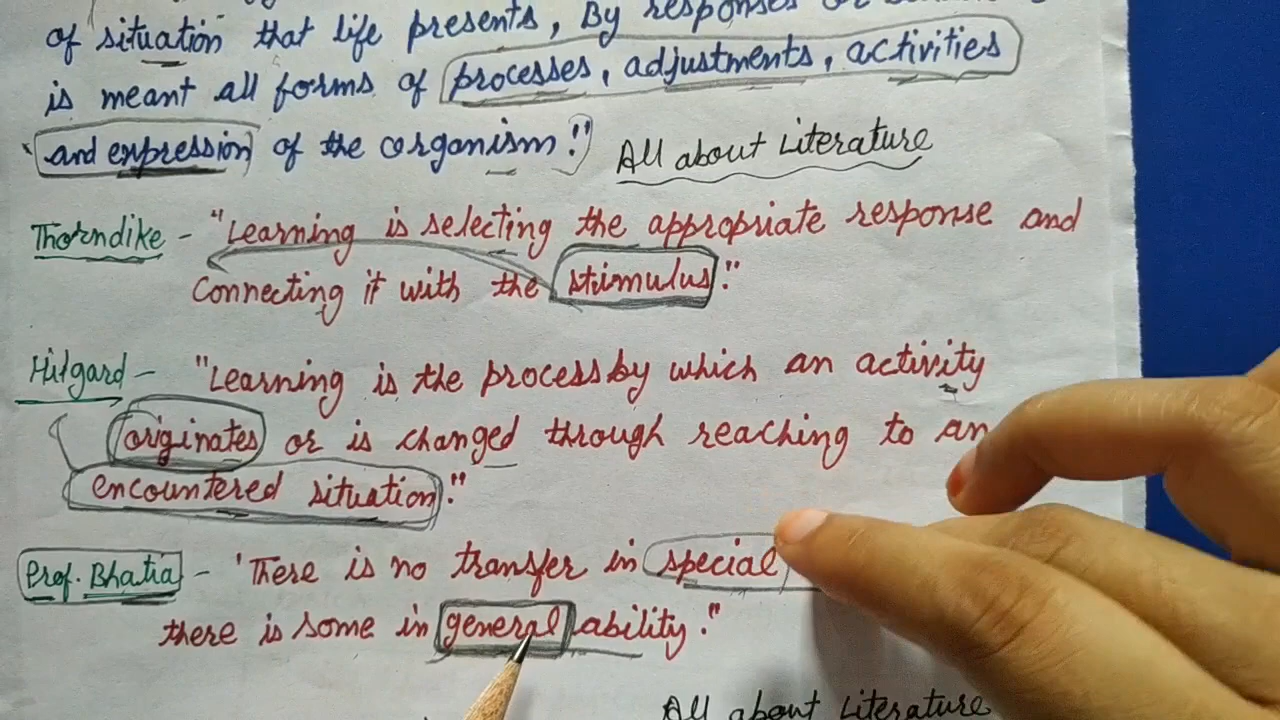 of situation that life presents, By responses
is meant all forms of processes, adjustments, activities
and expression of the organism."
All about Literature
Thorndike - "Learning is selecting the appropriate response and
Connecting it with the stimulus."
Hilgard - "Learning is the process by which an activity
originates or is changed through reaching to an
encountered situation."
Prof. Bhatia - 'There is no transfer in special
there is some in general ability."
All about Literature